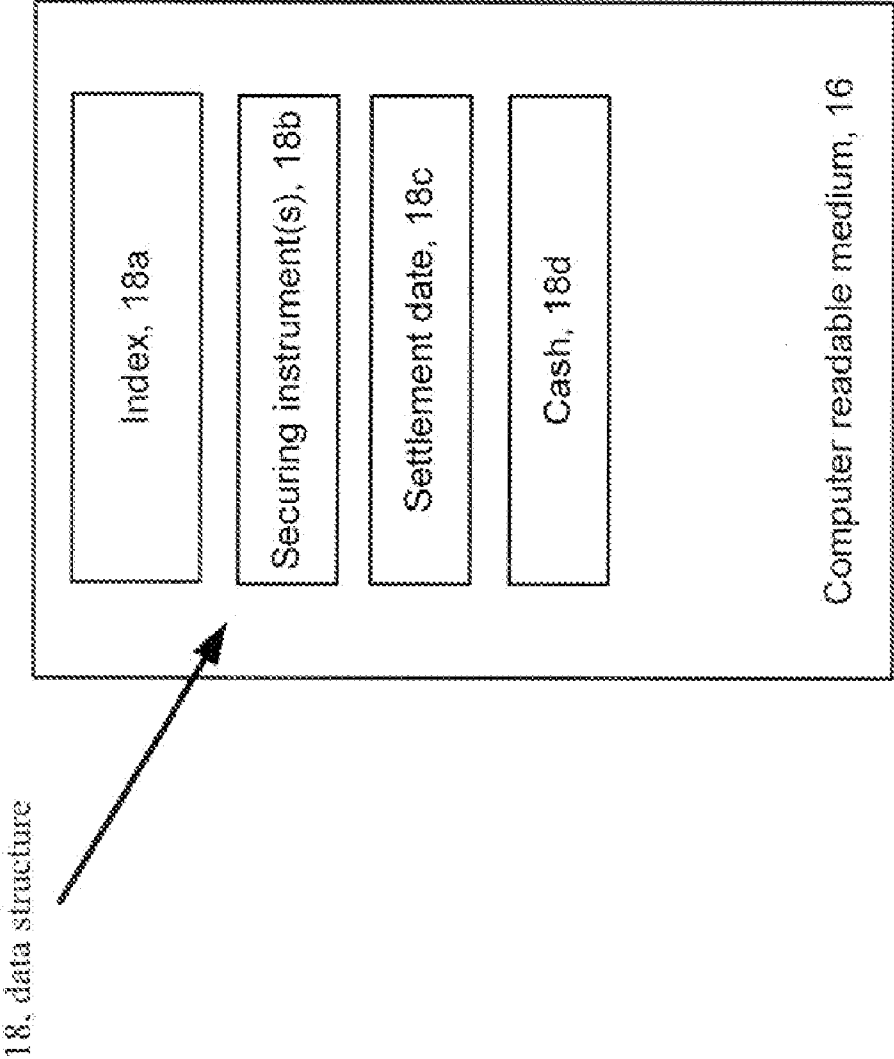 18, data structure
Index, 18a
Securing instrument(s), 18b
Settlement date, 18c
Cash, 18d
Computer readable medium, 16